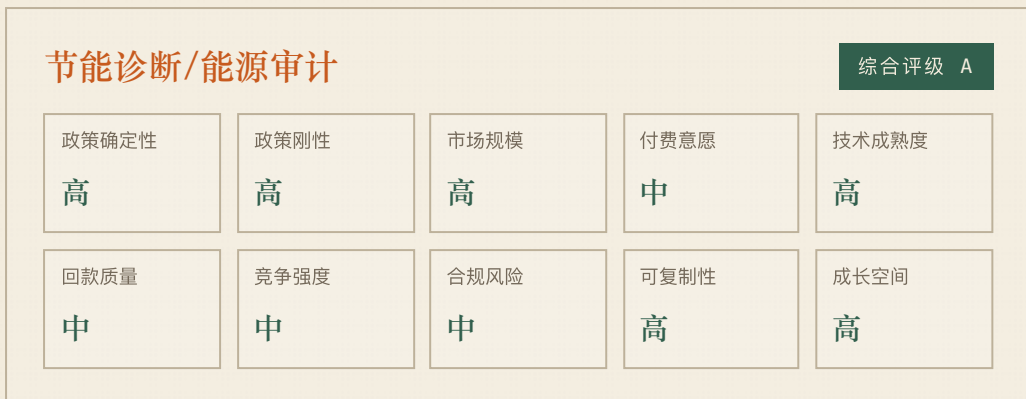 节能诊断/能源审计
综合评级 A
政策确定性
高
政策刚性
高
市场规模
高
付费意愿
中
技术成熟度
高
回款质量
中
竞争强度
中
合规风险
中
可复制性
高
成长空间
高